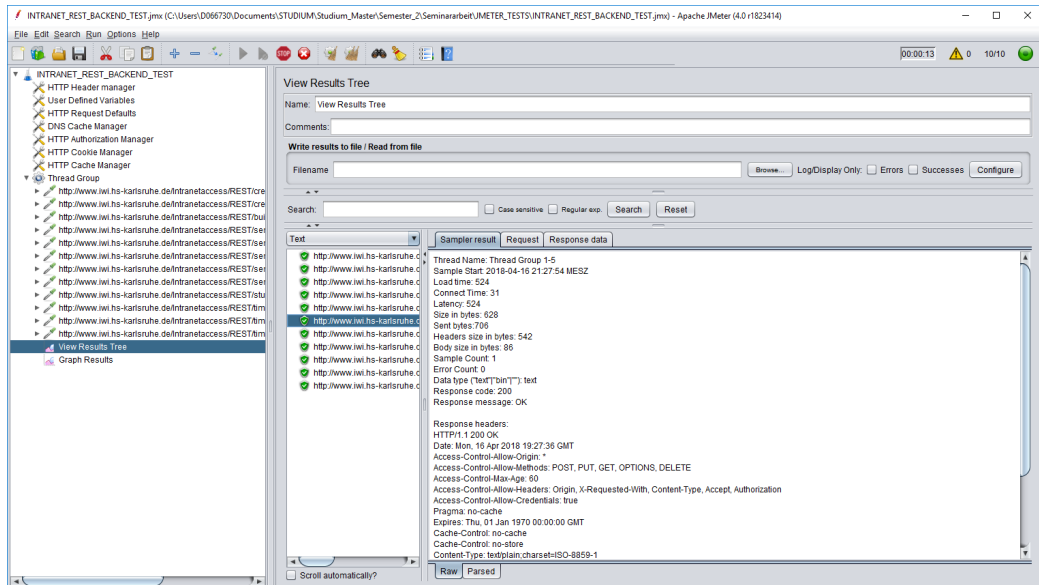 INTRANET_REST_BACKEND_TEST.jmx (C:\Users\D066730\Documents\STUDIUM\Studium_Master\Semester_2\Seminararbeit\JMETER_TESTS\INTRANET_REST_BACKEND_TEST.jmx) - Apache JMeter (4.0 r1823414)
File Edit Search Run Options Help
STOP
00:00:13 0 10/10
INTRANET_REST_BACKEND_TEST
HTTP Header manager
User Defined Variables
HTTP Request Defaults
DNS Cache Manager
HTTP Authorization Manager
HTTP Cookie Manager
HTTP Cache Manager
Thread Group
http://www.iwi.hs-karlsruhe.de/Intranetaccess/REST/cre
http://www.iwi.hs-karlsruhe.de/Intranetaccess/REST/cre
http://www.iwi.hs-karlsruhe.de/Intranetaccess/REST/bui
http://www.iwi.hs-karlsruhe.de/Intranetaccess/REST/ser
http://www.iwi.hs-karlsruhe.de/Intranetaccess/REST/ser
http://www.iwi.hs-karlsruhe.de/Intranetaccess/REST/ser
http://www.iwi.hs-karlsruhe.de/Intranetaccess/REST/ser
http://www.iwi.hs-karlsruhe.de/Intranetaccess/REST/ser
http://www.iwi.hs-karlsruhe.de/Intranetaccess/REST/stu
http://www.iwi.hs-karlsruhe.de/Intranetaccess/REST/tim
http://www.iwi.hs-karlsruhe.de/Intranetaccess/REST/tim
http://www.iwi.hs-karlsruhe.de/Intranetaccess/REST/tim
View Results Tree
Graph Results
View Results Tree
Name: View Results Tree
Comments:
Write results to file / Read from file
Filename Browse... Log/Display Only: Errors Successes Configure
Search: Case sensitive Regular exp. Search Reset
Text
http://www.iwi.hs-karlsruhe.d
http://www.iwi.hs-karlsruhe.d
http://www.iwi.hs-karlsruhe.d
http://www.iwi.hs-karlsruhe.d
http://www.iwi.hs-karlsruhe.d
http://www.iwi.hs-karlsruhe.d
http://www.iwi.hs-karlsruhe.d
http://www.iwi.hs-karlsruhe.d
http://www.iwi.hs-karlsruhe.d
http://www.iwi.hs-karlsruhe.d
http://www.iwi.hs-karlsruhe.d
Scroll automatically?
Sampler result Request Response data
Thread Name: Thread Group 1-5
Sample Start: 2018-04-16 21:27:54 MESZ
Load time: 524
Connect Time: 31
Latency: 524
Size in bytes: 628
Sent bytes:706
Headers size in bytes: 542
Body size in bytes: 86
Sample Count: 1
Error Count: 0
Data type ("text"|"bin"|""): text
Response code: 200
Response message: OK
Response headers:
HTTP/1.1 200 OK
Date: Mon, 16 Apr 2018 19:27:36 GMT
Access-Control-Allow-Origin: *
Access-Control-Allow-Methods: POST, PUT, GET, OPTIONS, DELETE
Access-Control-Max-Age: 60
Access-Control-Allow-Headers: Origin, X-Requested-With, Content-Type, Accept, Authorization
Access-Control-Allow-Credentials: true
Pragma: no-cache
Expires: Thu, 01 Jan 1970 00:00:00 GMT
Cache-Control: no-cache
Cache-Control: no-store
Content-Type: text/plain;charset=ISO-8859-1
Raw Parsed